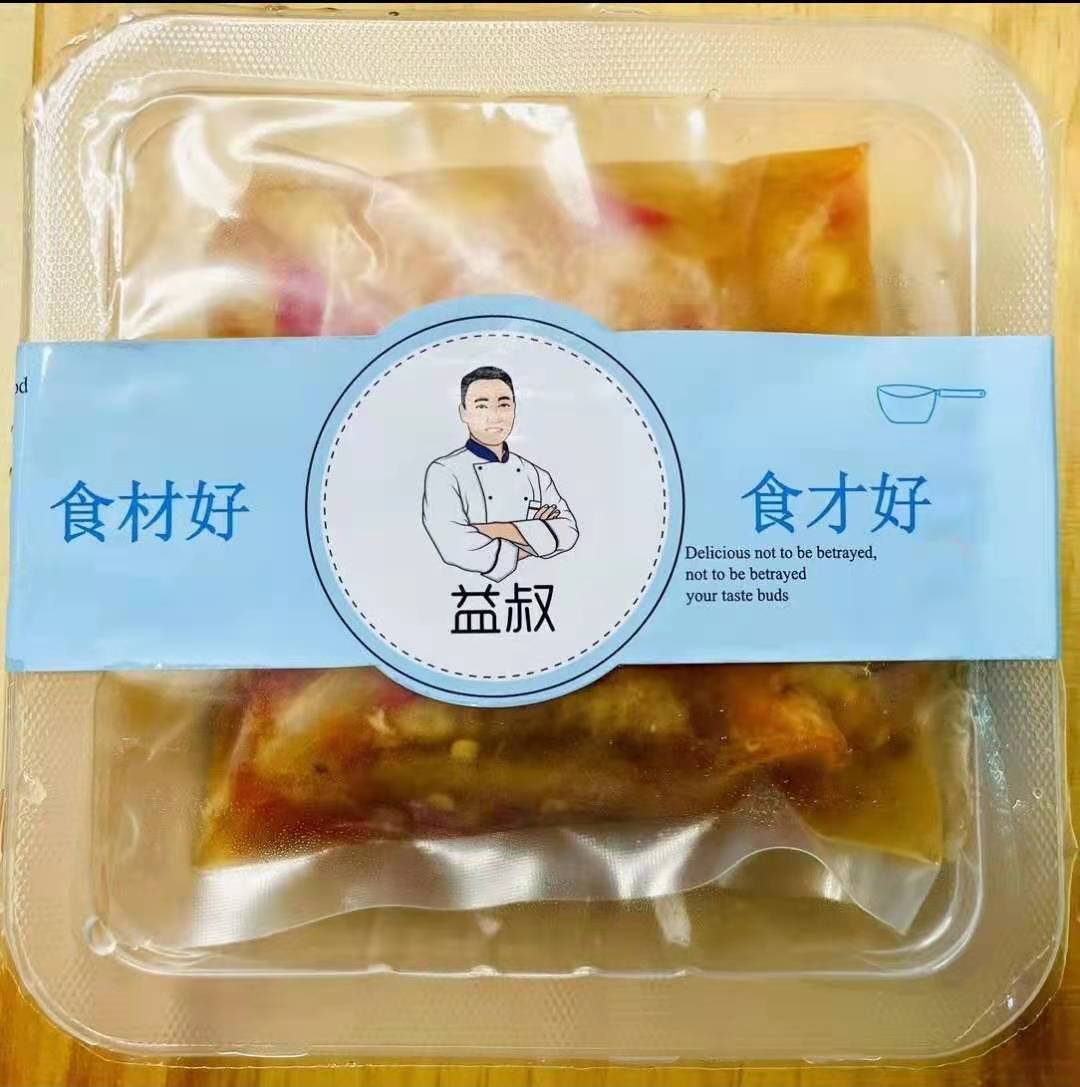 食材好
益叔
食才好
Delicious not to be betrayed,
not to be betrayed
your taste buds